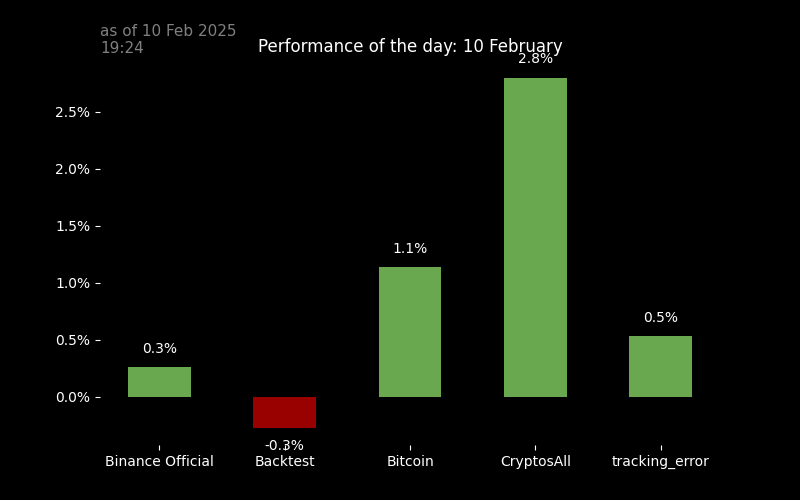 as of 10 Feb 2025
19:24
Performance of the day: 10 February
2.8%
2.5%
2.0%
1.5%
1.1%
1.0%
0.5%
0.5%
0.3%
0.0%
-0.3%
Binance Official
Backtest
Bitcoin
CryptosAll
tracking_error